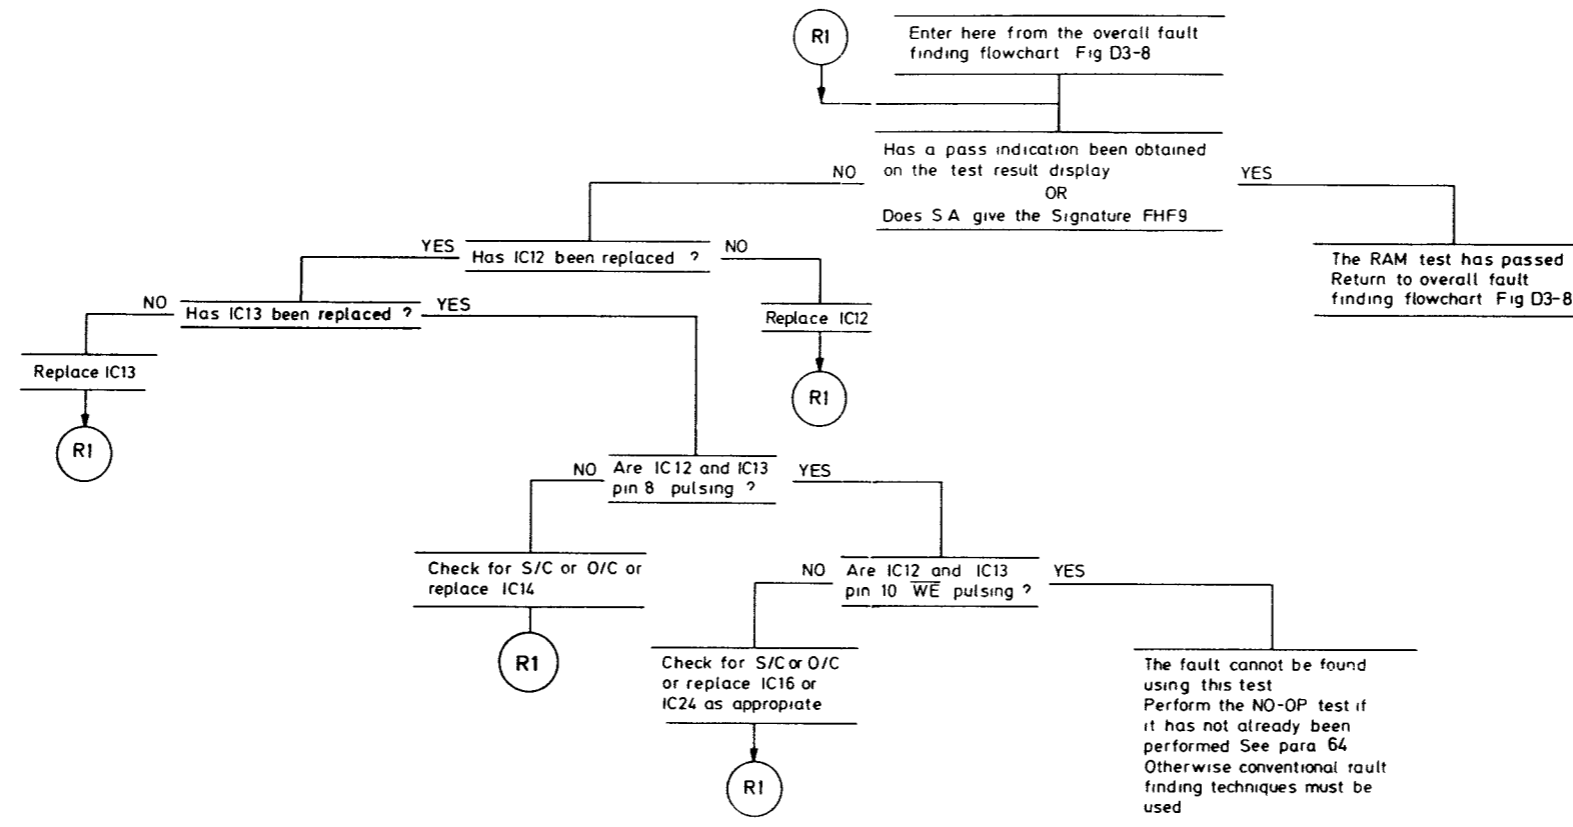 R1
Enter here from the overall fault
finding flowchart Fig D3-8
Has a pass indication been obtained
on the test result display
OR
Does S A give the Signature FHF9
NO
YES
YES
Has IC12 been replaced ?
NO
The RAM test has passed
Return to overall fault
finding flowchart Fig D3-8
NO
Has IC13 been replaced ?
YES
Replace IC12
R1
Replace IC13
R1
NO
Are IC12 and IC13
pin 8 pulsing ?
YES
Check for S/C or O/C or
replace IC14
R1
NO
Are IC12 and IC13
pin 10 W̅E̅ pulsing ?
YES
Check for S/C or O/C
or replace IC16 or
IC24 as appropiate
R1
The fault cannot be found
using this test
Perform the NO-OP test if
it has not already been
performed See para 64
Otherwise conventional rault
finding techniques must be
used